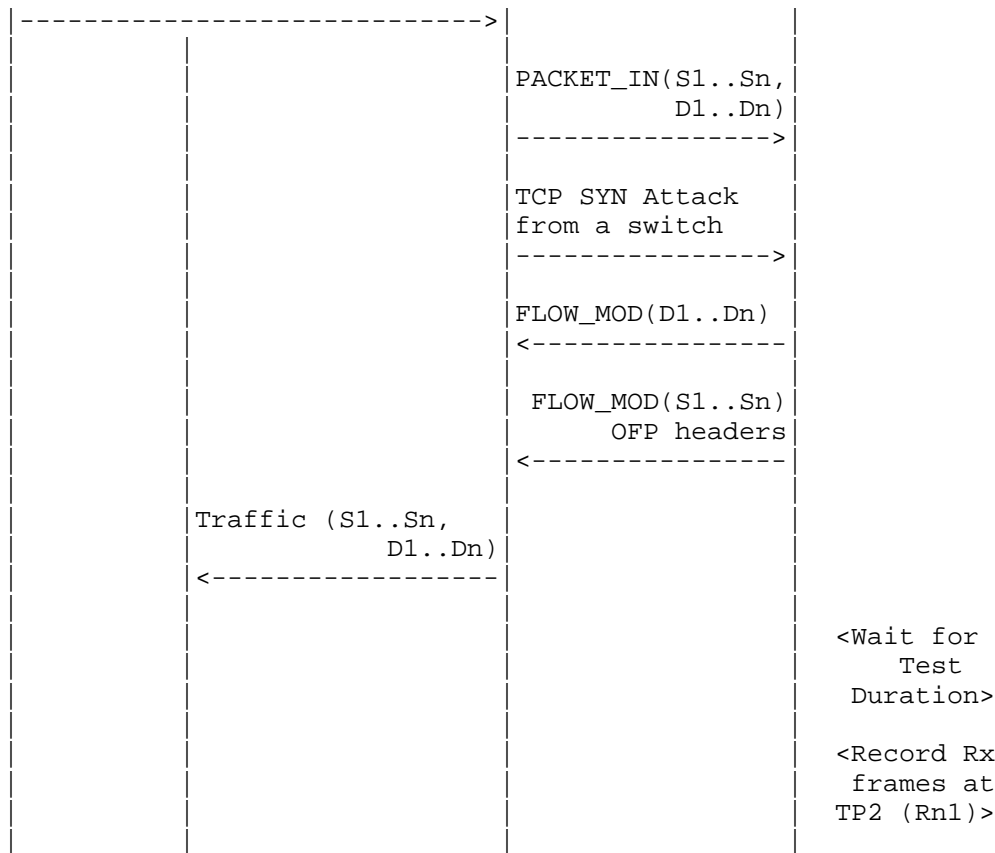 PACKET_IN(S1..Sn,
D1..Dn)
TCP SYN Attack
from a switch
FLOW_MOD(D1..Dn)
FLOW_MOD(S1..Sn)
OFP headers
Traffic (S1..Sn,
D1..Dn)
<Wait for
Test
Duration>
<Record Rx
frames at
TP2 (Rn1)>